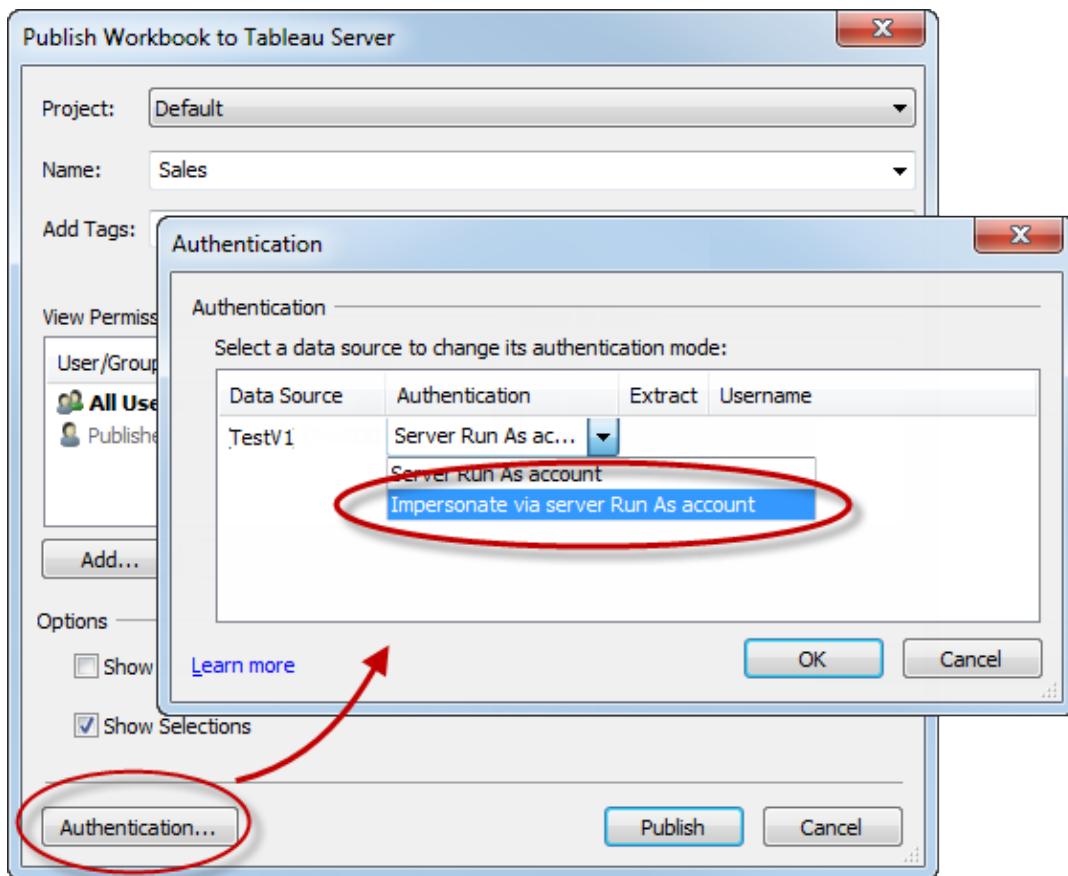 Publish Workbook to Tableau Server
Project: Default
Name: Sales
Add Tags:
Authentication
Authentication
View Permiss
Select a data source to change its authentication mode:
User/Group
Data Source Authentication Extract Username
All Use
TestV1 Server Run As ac...
Publishe
Server Run As account
Impersonate via server Run As account
Add...
Options
Show
Learn more
OK Cancel
Show Selections
Authentication... Publish Cancel